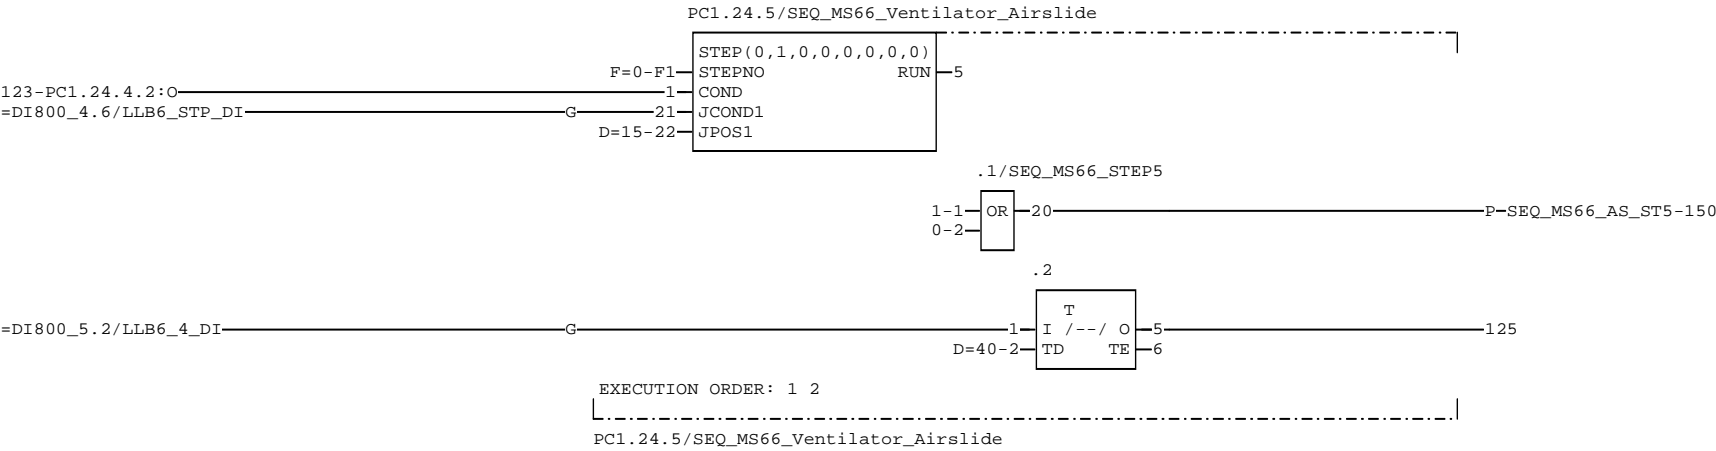 PC1.24.5/SEQ_MS66_Ventilator_Airslide
STEP(0,1,0,0,0,0,0,0)
F=0-F1 STEPNO RUN 5
123-PC1.24.4.2:O 1 COND
=DI800_4.6/LLB6_STP_DI G 21 JCOND1
D=15-22 JPOS1
.1/SEQ_MS66_STEP5
1-1 OR 20 P-SEQ_MS66_AS_ST5-150
0-2
.2
T
=DI800_5.2/LLB6_4_DI G 1 I /--/ O 5 125
D=40-2 TD TE 6
EXECUTION ORDER: 1 2
PC1.24.5/SEQ_MS66_Ventilator_Airslide